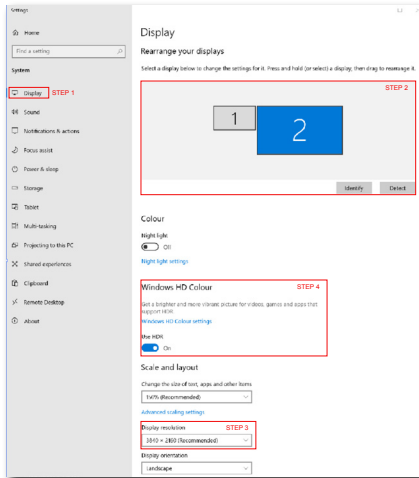 Settings
Home
Find a setting
System
Display STEP 1
Sound
Notifications & actions
Focus assist
Power & sleep
Storage
Tablet
Multi-tasking
Projecting to this PC
Shared experiences
Clipboard
Remote Desktop
About
Display
Rearrange your displays
Select a display below to change the settings for it. Press and hold (or select) a display, then drag to rearrange it.
STEP 2
1
2
Identify Detect
Colour
Night light
Off
Night light settings
Windows HD Colour STEP 4
Get a brighter and more vibrant picture for videos, games and apps that
support HDR.
Windows HD Colour settings
Use HDR
On
Scale and layout
Change the size of text, apps and other items
150% (Recommended)
Advanced scaling settings
Display resolution STEP 3
3840 × 2160 (Recommended)
Display orientation
Landscape